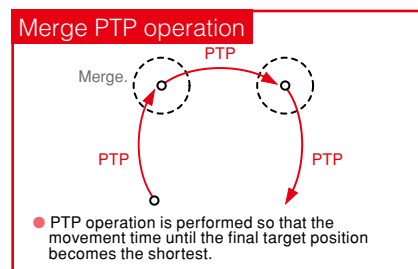 Merge PTP operation
PTP
Merge.
PTP
PTP
PTP operation is performed so that the
movement time until the final target position
becomes the shortest.